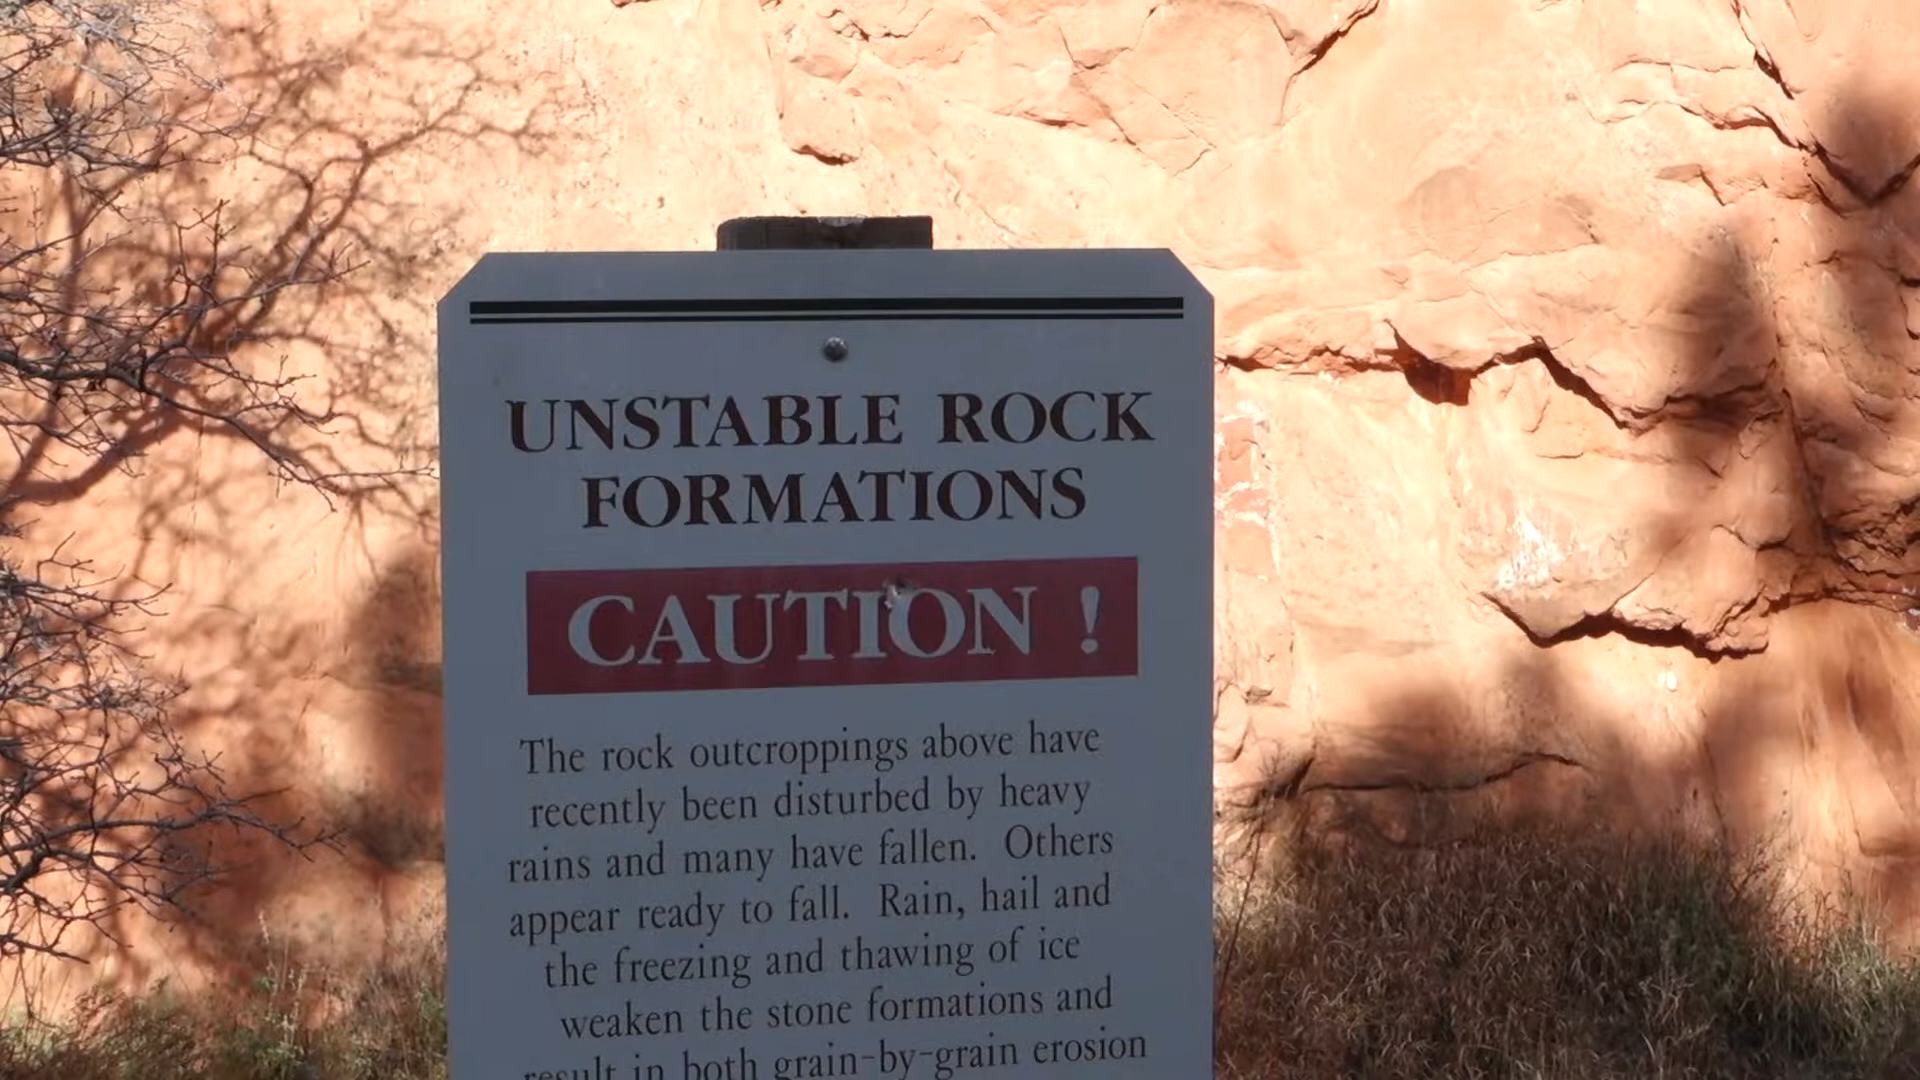 UNSTABLE ROCK
FORMATIONS
CAUTION !
The rock outcroppings above have
recently been disturbed by heavy
rains and many have fallen. Others
appear ready to fall. Rain, hail and
the freezing and thawing of ice
weaken the stone formations and
result in both grain-by-grain erosion